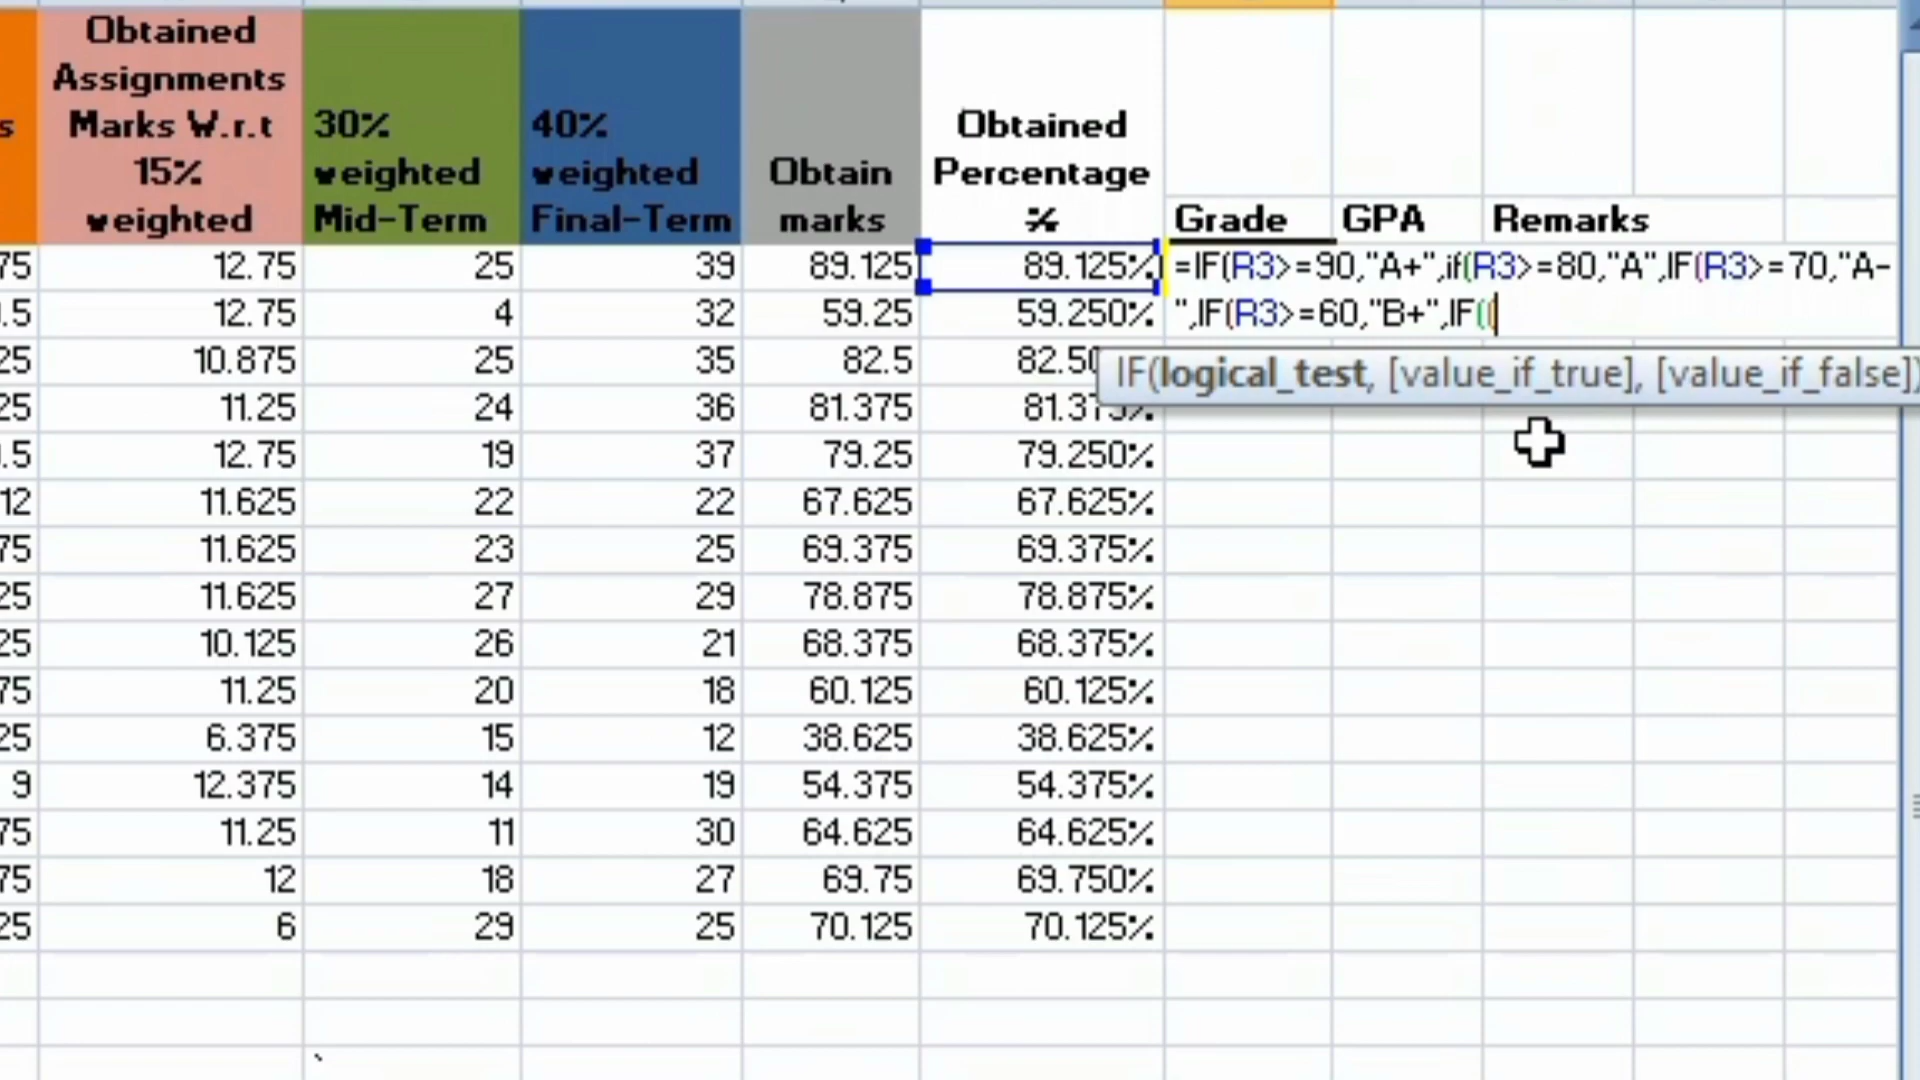 Obtained
Assignments
Marks W.r.t
15%
weighted
30%
weighted
Mid-Term
40%
weighted
Final-Term
Obtain
marks
Obtained
Percentage
%
Grade GPA Remarks
s
75 12.75 25 39 89.125 89.125% =IF(R3>=90,"A+",if(R3>=80,"A",IF(R3>=70,"A-
.5 12.75 4 32 59.25 59.250% ",IF(R3>=60,"B+",IF((
25 10.875 25 35 82.5 82.50
IF(logical_test, [value_if_true], [value_if_false])
25 11.25 24 36 81.375 81.375%
.5 12.75 19 37 79.25 79.250%
12 11.625 22 22 67.625 67.625%
75 11.625 23 25 69.375 69.375%
25 11.625 27 29 78.875 78.875%
25 10.125 26 21 68.375 68.375%
75 11.25 20 18 60.125 60.125%
25 6.375 15 12 38.625 38.625%
9 12.375 14 19 54.375 54.375%
75 11.25 11 30 64.625 64.625%
75 12 18 27 69.75 69.750%
25 6 29 25 70.125 70.125%